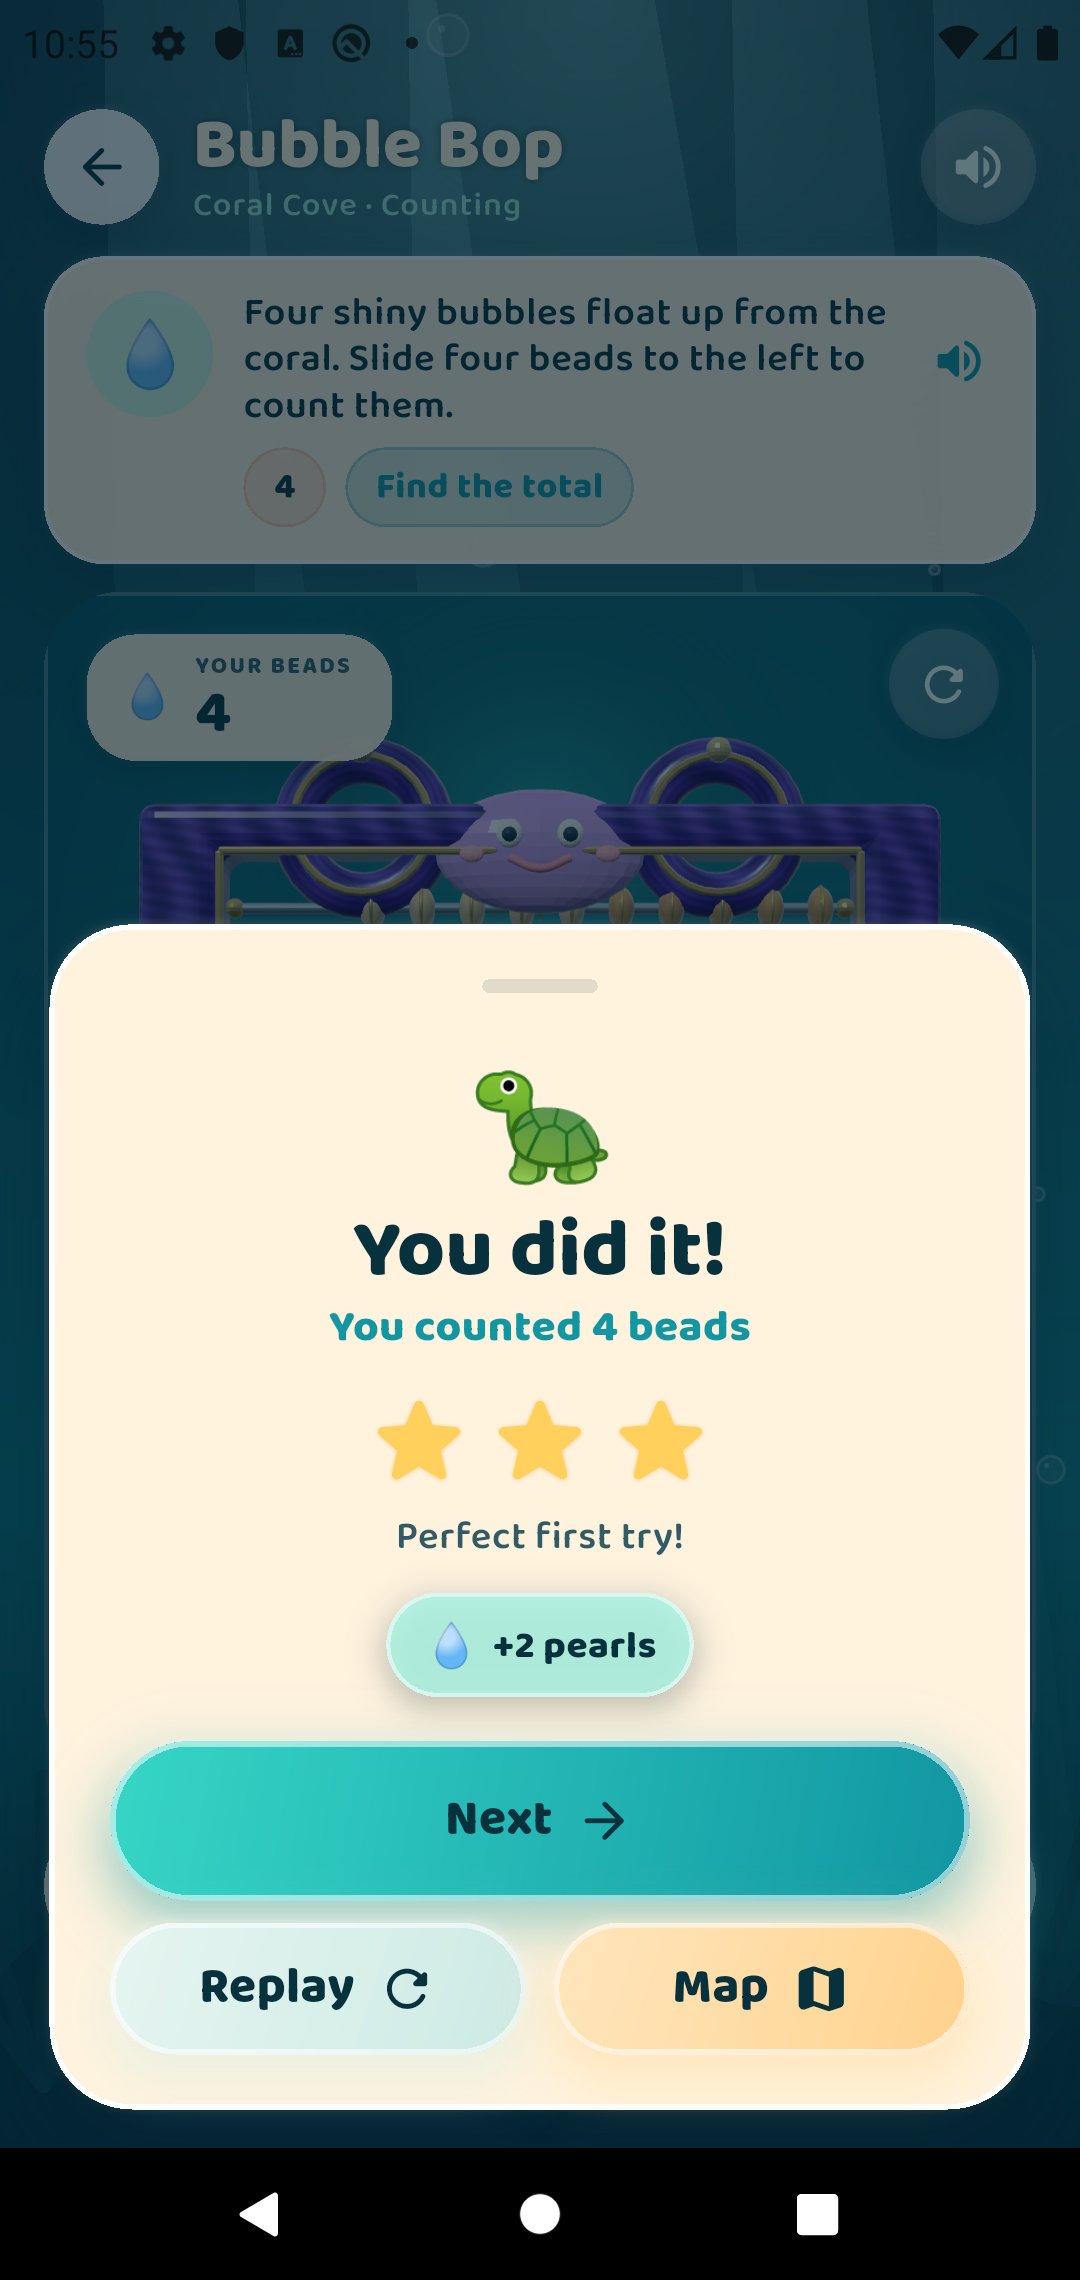 10:55
Bubble Bop
Coral Cove · Counting
Four shiny bubbles float up from the
coral. Slide four beads to the left to
count them.
4
Find the total
YOUR BEADS
4
You did it!
You counted 4 beads
Perfect first try!
+2 pearls
Next
Replay
Map